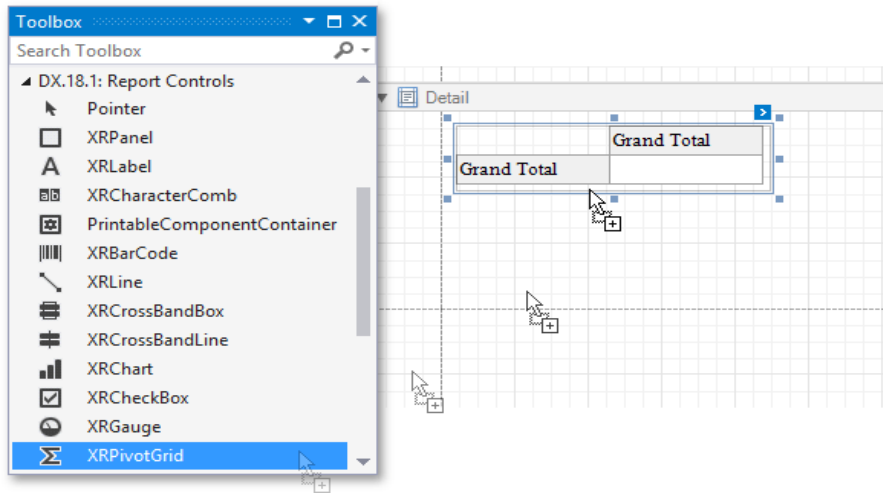 Toolbox
Search Toolbox
DX.18.1: Report Controls
Pointer
XRPanel
A XRLabel
ab XRCharacterComb
PrintableComponentContainer
XRBarCode
XRLine
XRCrossBandBox
XRCrossBandLine
XRChart
XRCheckBox
XRGauge
Σ XRPivotGrid
Detail
Grand Total
Grand Total